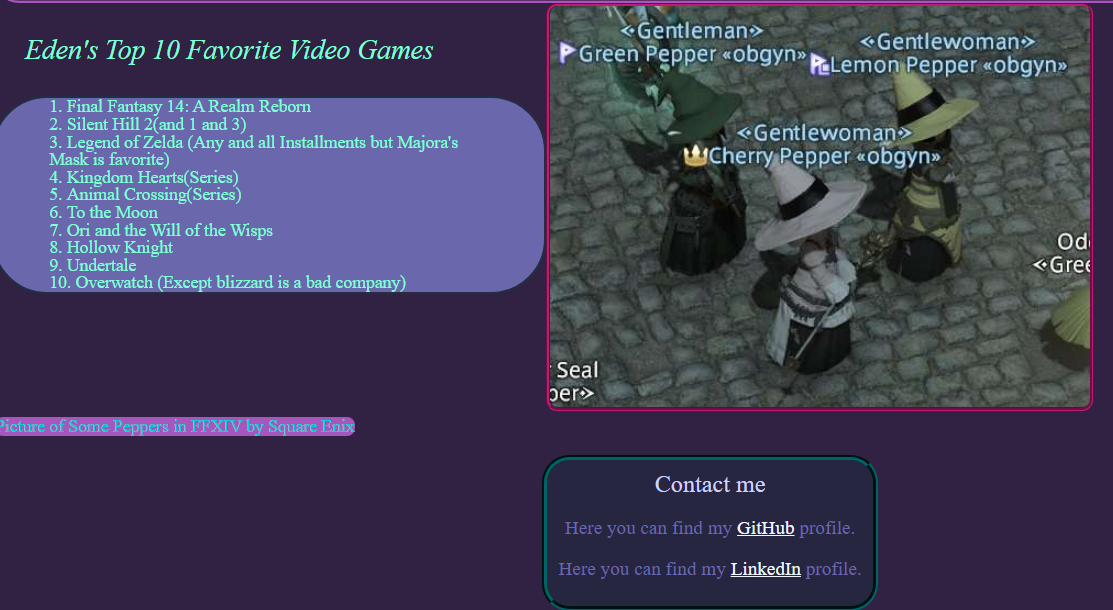 Eden's Top 10 Favorite Video Games
1. Final Fantasy 14: A Realm Reborn
2. Silent Hill 2(and 1 and 3)
3. Legend of Zelda (Any and all Installments but Majora's
Mask is favorite)
4. Kingdom Hearts(Series)
5. Animal Crossing(Series)
6. To the Moon
7. Ori and the Will of the Wisps
8. Hollow Knight
9. Undertale
10. Overwatch (Except blizzard is a bad company)
«Gentleman»
Green Pepper «obgyn»
«Gentlewoman»
Lemon Pepper «obgyn»
«Gentlewoman»
Cherry Pepper «obgyn»
Seal
Picture of Some Peppers in FFXIV by Square Enix
Contact me
Here you can find my GitHub profile.
Here you can find my LinkedIn profile.